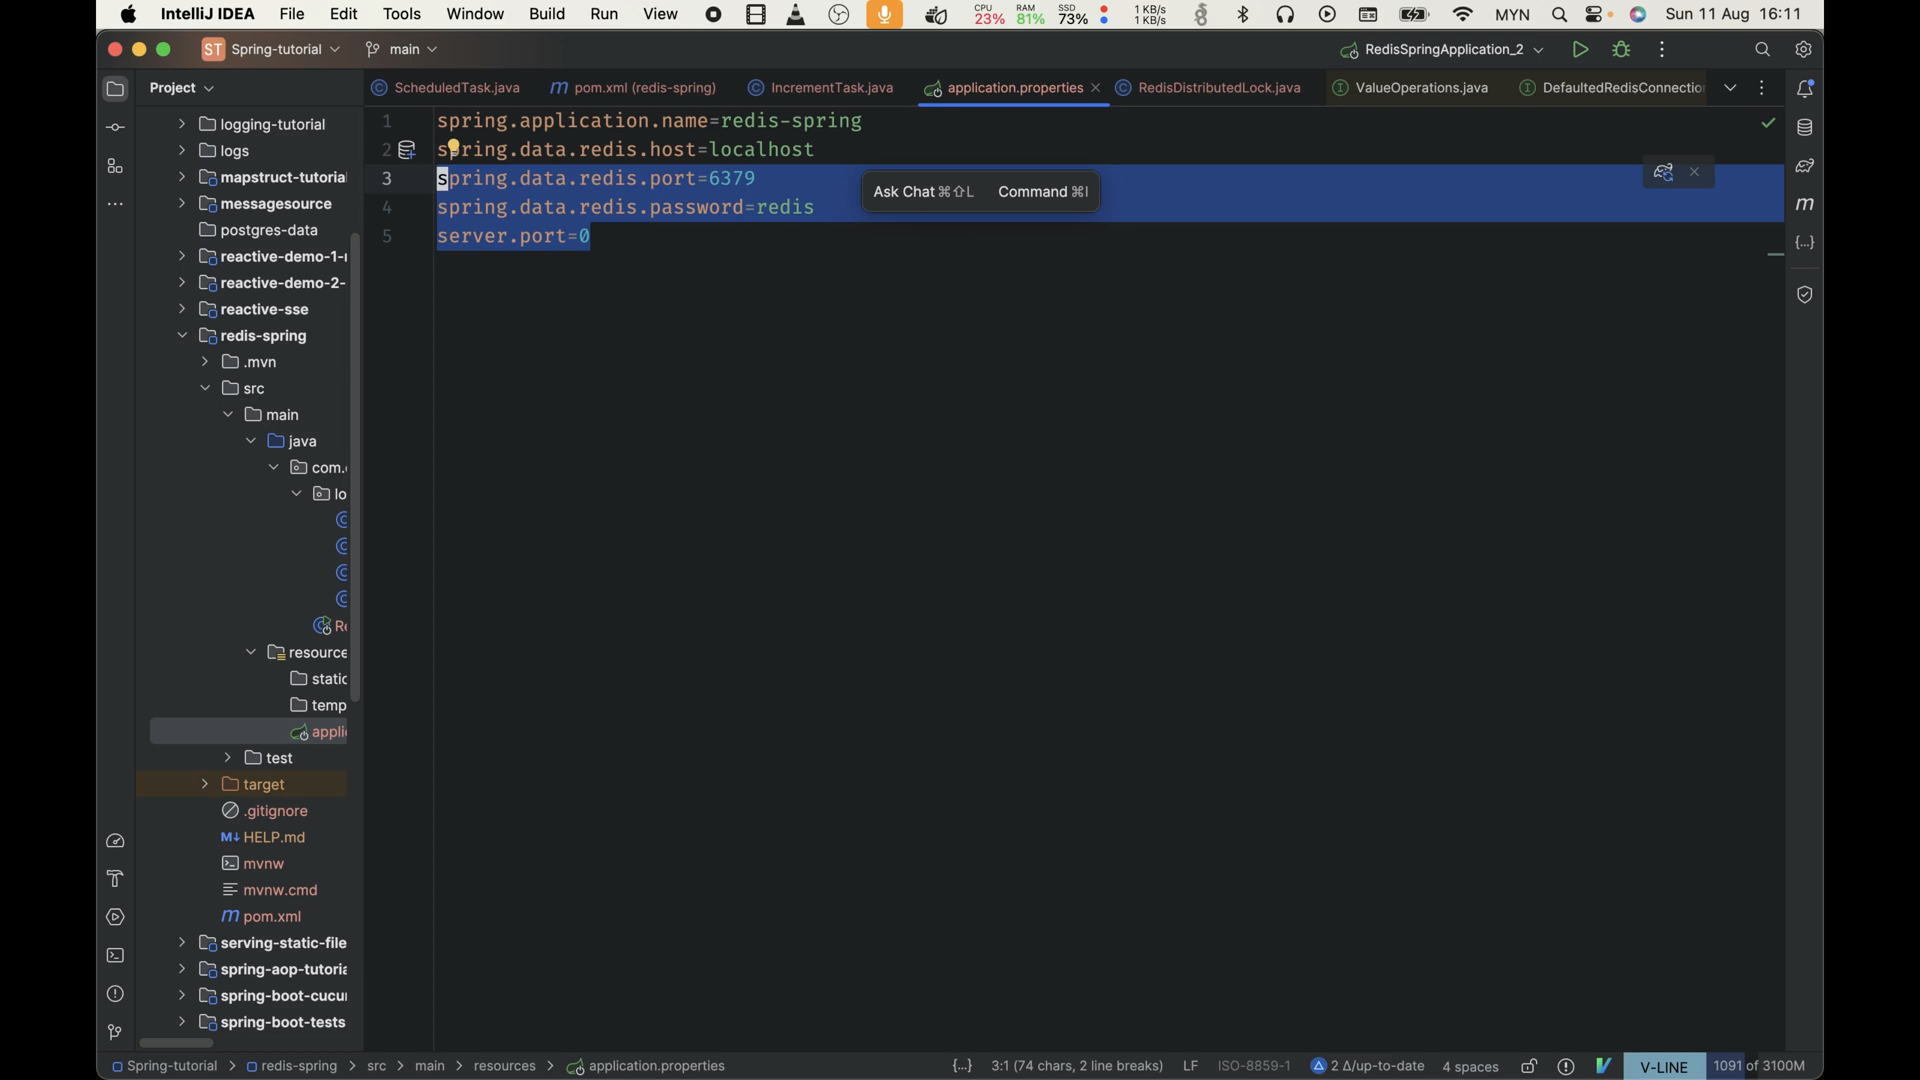 IntelliJ IDEA File Edit Tools Window Build Run View CPU 23% RAM 81% SSD 73% 1 KB/s 1 KB/s MYN Sun 11 Aug 16:11
ST Spring-tutorial main RedisSpringApplication_2
Project ScheduledTask.java m pom.xml (redis-spring) IncrementTask.java application.properties RedisDistributedLock.java ValueOperations.java DefaultedRedisConnectio
logging-tutorial
logs
mapstruct-tutorial
messagesource
postgres-data
reactive-demo-1-
reactive-demo-2-
reactive-sse
redis-spring
.mvn
src
main
java
com.
lo
Re
resource
static
temp
appli
test
target
.gitignore
M↓ HELP.md
mvnw
mvnw.cmd
m pom.xml
serving-static-file
spring-aop-tutoria
spring-boot-cucu
spring-boot-tests
1 spring.application.name=redis-spring
2 spring.data.redis.host=localhost
3 spring.data.redis.port=6379
4 spring.data.redis.password=redis
5 server.port=0
Ask Chat ⌘⇧L Command ⌘I
m
{...}
Spring-tutorial > redis-spring > src > main > resources > application.properties {...} 3:1 (74 chars, 2 line breaks) LF ISO-8859-1 2 Δ/up-to-date 4 spaces V-LINE 1091 of 3100M